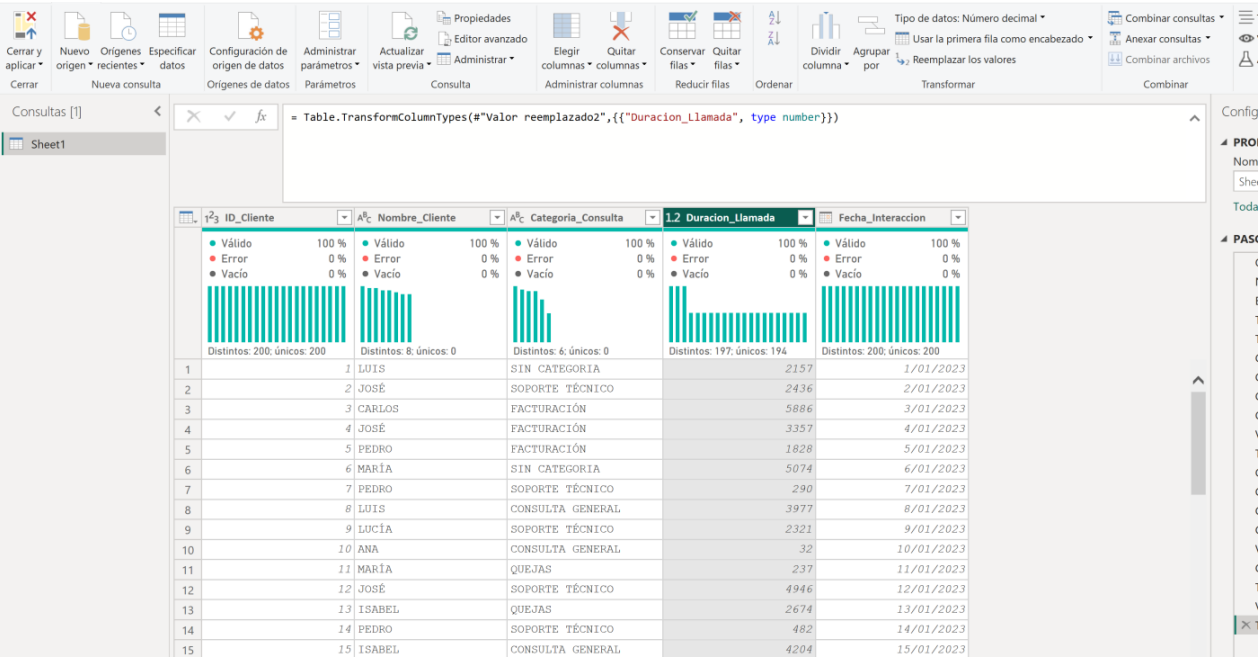 Cerrar y aplicar
Nuevo origen
Orígenes recientes
Especificar datos
Configuración de origen de datos
Administrar parámetros
Actualizar vista previa
Propiedades
Editor avanzado
Administrar
Elegir columnas
Quitar columnas
Conservar filas
Quitar filas
Dividir columna
Agrupar por
Tipo de datos: Número decimal
Usar la primera fila como encabezado
Reemplazar los valores
Combinar consultas
Anexar consultas
Combinar archivos
Cerrar Nueva consulta Orígenes de datos Parámetros Consulta Administrar columnas Reducir filas Ordenar Transformar Combinar
Consultas [1]
Sheet1
fx = Table.TransformColumnTypes(#"Valor reemplazado2",{{"Duracion_Llamada", type number}})
Config
PRO
Nom
Shee
Toda
PASO
1²3 ID_Cliente ABC Nombre_Cliente ABC Categoria_Consulta 1.2 Duracion_Llamada Fecha_Interaccion
Válido 100 % Válido 100 % Válido 100 % Válido 100 % Válido 100 %
Error 0 % Error 0 % Error 0 % Error 0 % Error 0 %
Vacío 0 % Vacío 0 % Vacío 0 % Vacío 0 % Vacío 0 %
Distintos: 200; únicos: 200 Distintos: 8; únicos: 0 Distintos: 6; únicos: 0 Distintos: 197; únicos: 194 Distintos: 200; únicos: 200
1 1 LUIS SIN CATEGORIA 2157 1/01/2023
2 2 JOSÉ SOPORTE TÉCNICO 2436 2/01/2023
3 3 CARLOS FACTURACIÓN 5886 3/01/2023
4 4 JOSÉ FACTURACIÓN 3357 4/01/2023
5 5 PEDRO FACTURACIÓN 1828 5/01/2023
6 6 MARÍA SIN CATEGORIA 5074 6/01/2023
7 7 PEDRO SOPORTE TÉCNICO 290 7/01/2023
8 8 LUIS CONSULTA GENERAL 3977 8/01/2023
9 9 LUCÍA SOPORTE TÉCNICO 2321 9/01/2023
10 10 ANA CONSULTA GENERAL 32 10/01/2023
11 11 MARÍA QUEJAS 237 11/01/2023
12 12 JOSÉ SOPORTE TÉCNICO 4946 12/01/2023
13 13 ISABEL QUEJAS 2674 13/01/2023
14 14 PEDRO SOPORTE TÉCNICO 482 14/01/2023
15 15 ISABEL CONSULTA GENERAL 4204 15/01/2023